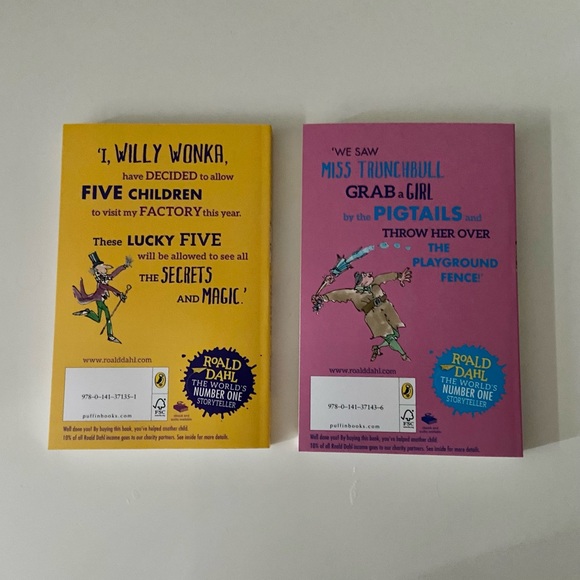 'I, WILLY WONKA,
have DECIDED to allow
FIVE CHILDREN
to visit my FACTORY this year.
These LUCKY FIVE
will be allowed to see all
THE SECRETS
AND MAGIC.'
www.roalddahl.com
ROALD
DAHL
THE WORLD'S
NUMBER ONE
STORYTELLER
978-0-141-37133-1
puffinbooks.com
FSC
Well done you! By buying this book, you've helped another child.
10% of all Roald Dahl income goes to our charity partners. See inside for more details.
'WE SAW
MISS TRUNCHBULL
GRAB a GIRL
by the PIGTAILS and
THROW HER OVER
THE
PLAYGROUND
FENCE!'
www.roalddahl.com
ROALD
DAHL
THE WORLD'S
NUMBER ONE
STORYTELLER
978-0-141-37143-6
puffinbooks.com
FSC
Well done you! By buying this book, you've helped another child.
10% of all Roald Dahl income goes to our charity partners. See inside for more details.